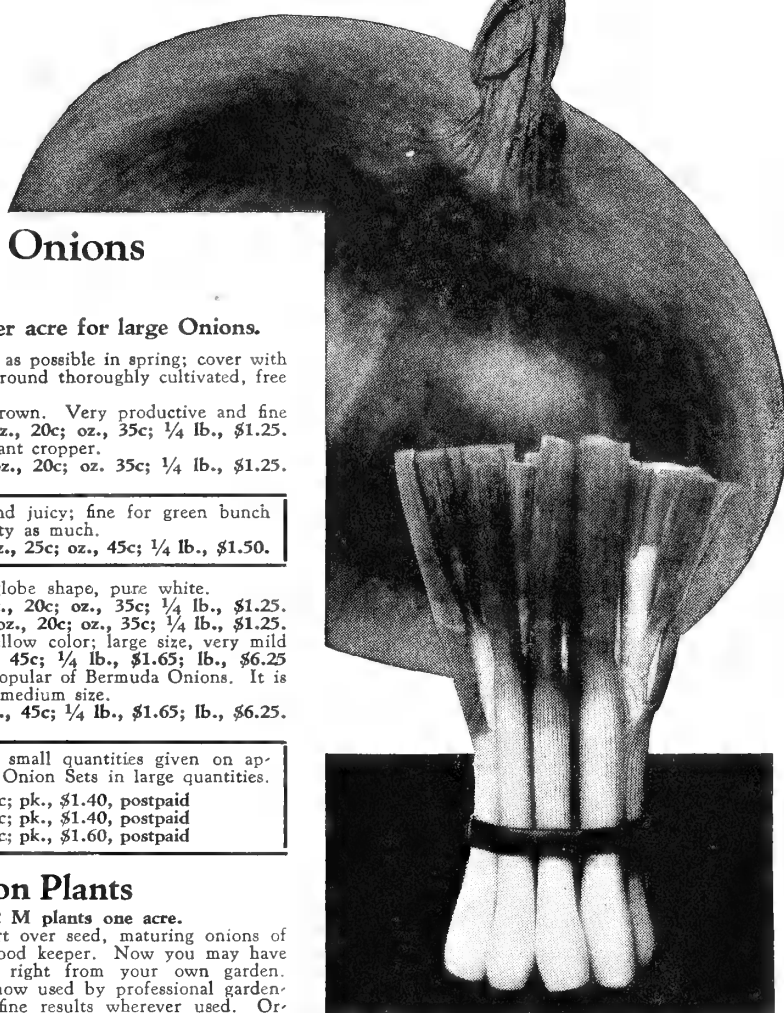 Onions
er acre for large Onions.
as possible in spring; cover with
round thoroughly cultivated, free
rown. Very productive and fine
z., 20c; oz., 35c; ¼ lb., $1.25.
ant cropper.
z., 20c; oz. 35c; ¼ lb., $1.25.
nd juicy; fine for green bunch
ty as much.
z., 25c; oz., 45c; ¼ lb., $1.50.
lobe shape, pure white.
., 20c; oz., 35c; ¼ lb., $1.25.
oz., 20c; oz., 35c; ¼ lb., $1.25.
llow color; large size, very mild
45c; ¼ lb., $1.65; lb., $6.25
opular of Bermuda Onions. It is
medium size.
., 45c; ¼ lb., $1.65; lb., $6.25.
small quantities given on ap-
Onion Sets in large quantities.
c; pk., $1.40, postpaid
c; pk., $1.40, postpaid
c; pk., $1.60, postpaid
on Plants
M plants one acre.
rt over seed, maturing onions of
ood keeper. Now you may have
right from your own garden.
now used by professional garden-
fine results wherever used. Or-